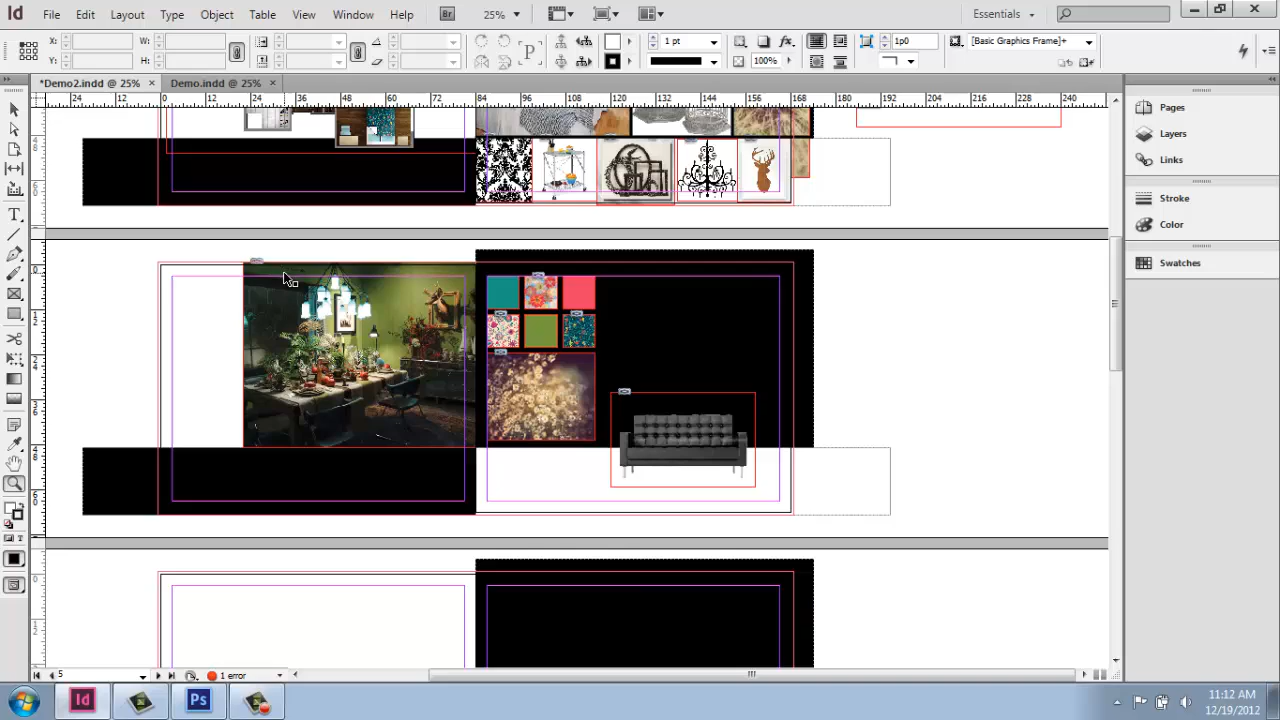 Id File Edit Layout Type Object Table View Window Help Br 25% Essentials
X: W: 1 pt 1p0 [Basic Graphics Frame]+
Y: H: P 100%
*Demo2.indd @ 25% × Demo.indd @ 25% ×
24 12 0 12 24 36 48 60 72 84 96 108 120 132 144 156 168 180 192 204 216 228 240
Pages
Layers
Links
Stroke
Color
Swatches
5 1 error
Id Ps
11:12 AM
12/19/2012